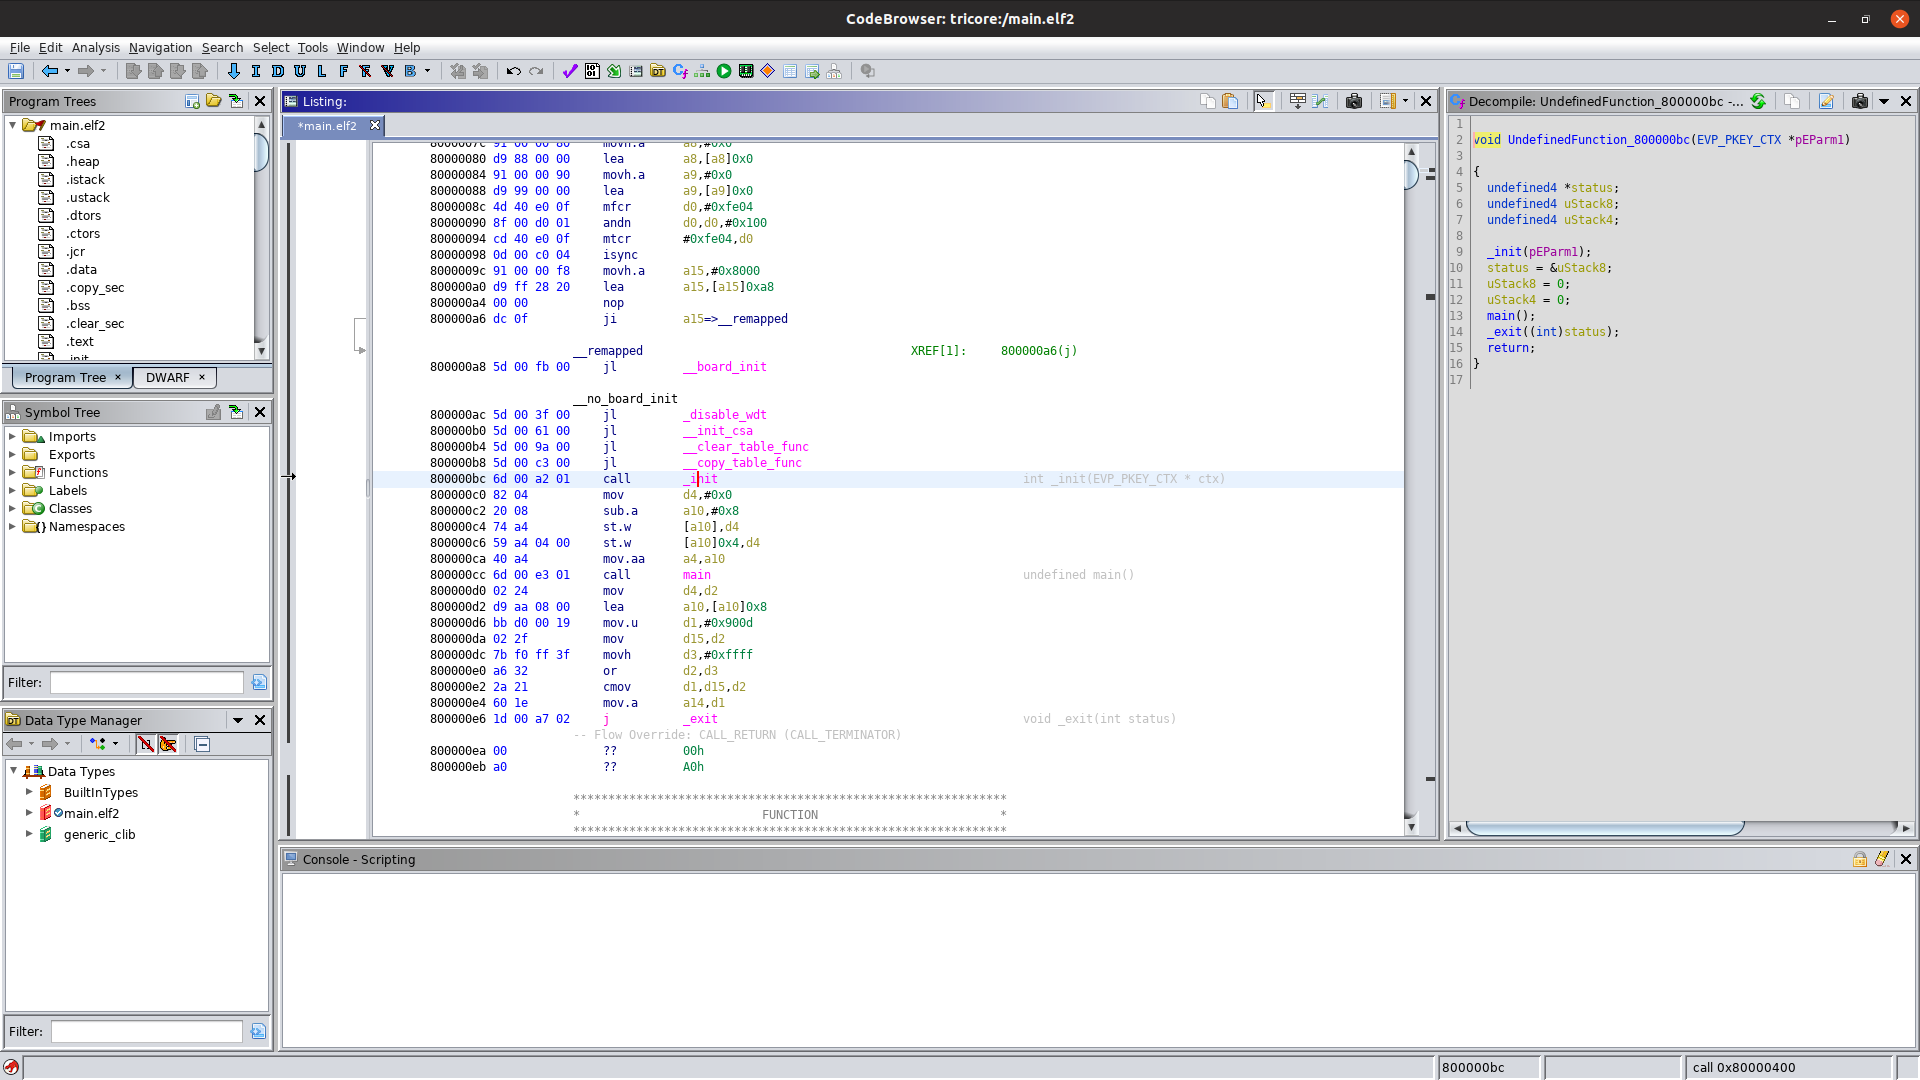 CodeBrowser: tricore:/main.elf2
File Edit Analysis Navigation Search Select Tools Window Help
I D U L F V B
Program Trees
main.elf2
.csa
.heap
.istack
.ustack
.dtors
.ctors
.jcr
.data
.copy_sec
.bss
.clear_sec
.text
Program Tree × DWARF ×
Symbol Tree
Imports
Exports
Functions
Labels
Classes
Namespaces
Filter:
Data Type Manager
Data Types
BuiltInTypes
main.elf2
generic_clib
Filter:
Listing:
*main.elf2
8000007c 91 00 00 80 movh.a a8,#0x0
80000080 d9 88 00 00 lea a8,[a8]0x0
80000084 91 00 00 90 movh.a a9,#0x0
80000088 d9 99 00 00 lea a9,[a9]0x0
8000008c 4d 40 e0 0f mfcr d0,#0xfe04
80000090 8f 00 d0 01 andn d0,d0,#0x100
80000094 cd 40 e0 0f mtcr #0xfe04,d0
80000098 0d 00 c0 04 isync
8000009c 91 00 00 f8 movh.a a15,#0x8000
800000a0 d9 ff 28 20 lea a15,[a15]0xa8
800000a4 00 00 nop
800000a6 dc 0f ji a15=>__remapped
__remapped XREF[1]: 800000a6(j)
800000a8 5d 00 fb 00 jl __board_init
__no_board_init
800000ac 5d 00 3f 00 jl _disable_wdt
800000b0 5d 00 61 00 jl __init_csa
800000b4 5d 00 9a 00 jl __clear_table_func
800000b8 5d 00 c3 00 jl __copy_table_func
800000bc 6d 00 a2 01 call _init int _init(EVP_PKEY_CTX * ctx)
800000c0 82 04 mov d4,#0x0
800000c2 20 08 sub.a a10,#0x8
800000c4 74 a4 st.w [a10],d4
800000c6 59 a4 04 00 st.w [a10]0x4,d4
800000ca 40 a4 mov.aa a4,a10
800000cc 6d 00 e3 01 call main undefined main()
800000d0 02 24 mov d4,d2
800000d2 d9 aa 08 00 lea a10,[a10]0x8
800000d6 bb d0 00 19 mov.u d1,#0x900d
800000da 02 2f mov d15,d2
800000dc 7b f0 ff 3f movh d3,#0xffff
800000e0 a6 32 or d2,d3
800000e2 2a 21 cmov d1,d15,d2
800000e4 60 1e mov.a a14,d1
800000e6 1d 00 a7 02 j _exit void _exit(int status)
-- Flow Override: CALL_RETURN (CALL_TERMINATOR)
800000ea 00 ?? 00h
800000eb a0 ?? A0h
**************************************************************
* FUNCTION *
**************************************************************
Decompile: UndefinedFunction_800000bc -...
1
2 void UndefinedFunction_800000bc(EVP_PKEY_CTX *pEParm1)
3
4 {
5 undefined4 *status;
6 undefined4 uStack8;
7 undefined4 uStack4;
8
9 _init(pEParm1);
10 status = &uStack8;
11 uStack8 = 0;
12 uStack4 = 0;
13 main();
14 _exit((int)status);
15 return;
16 }
17
Console - Scripting
800000bc call 0x80000400